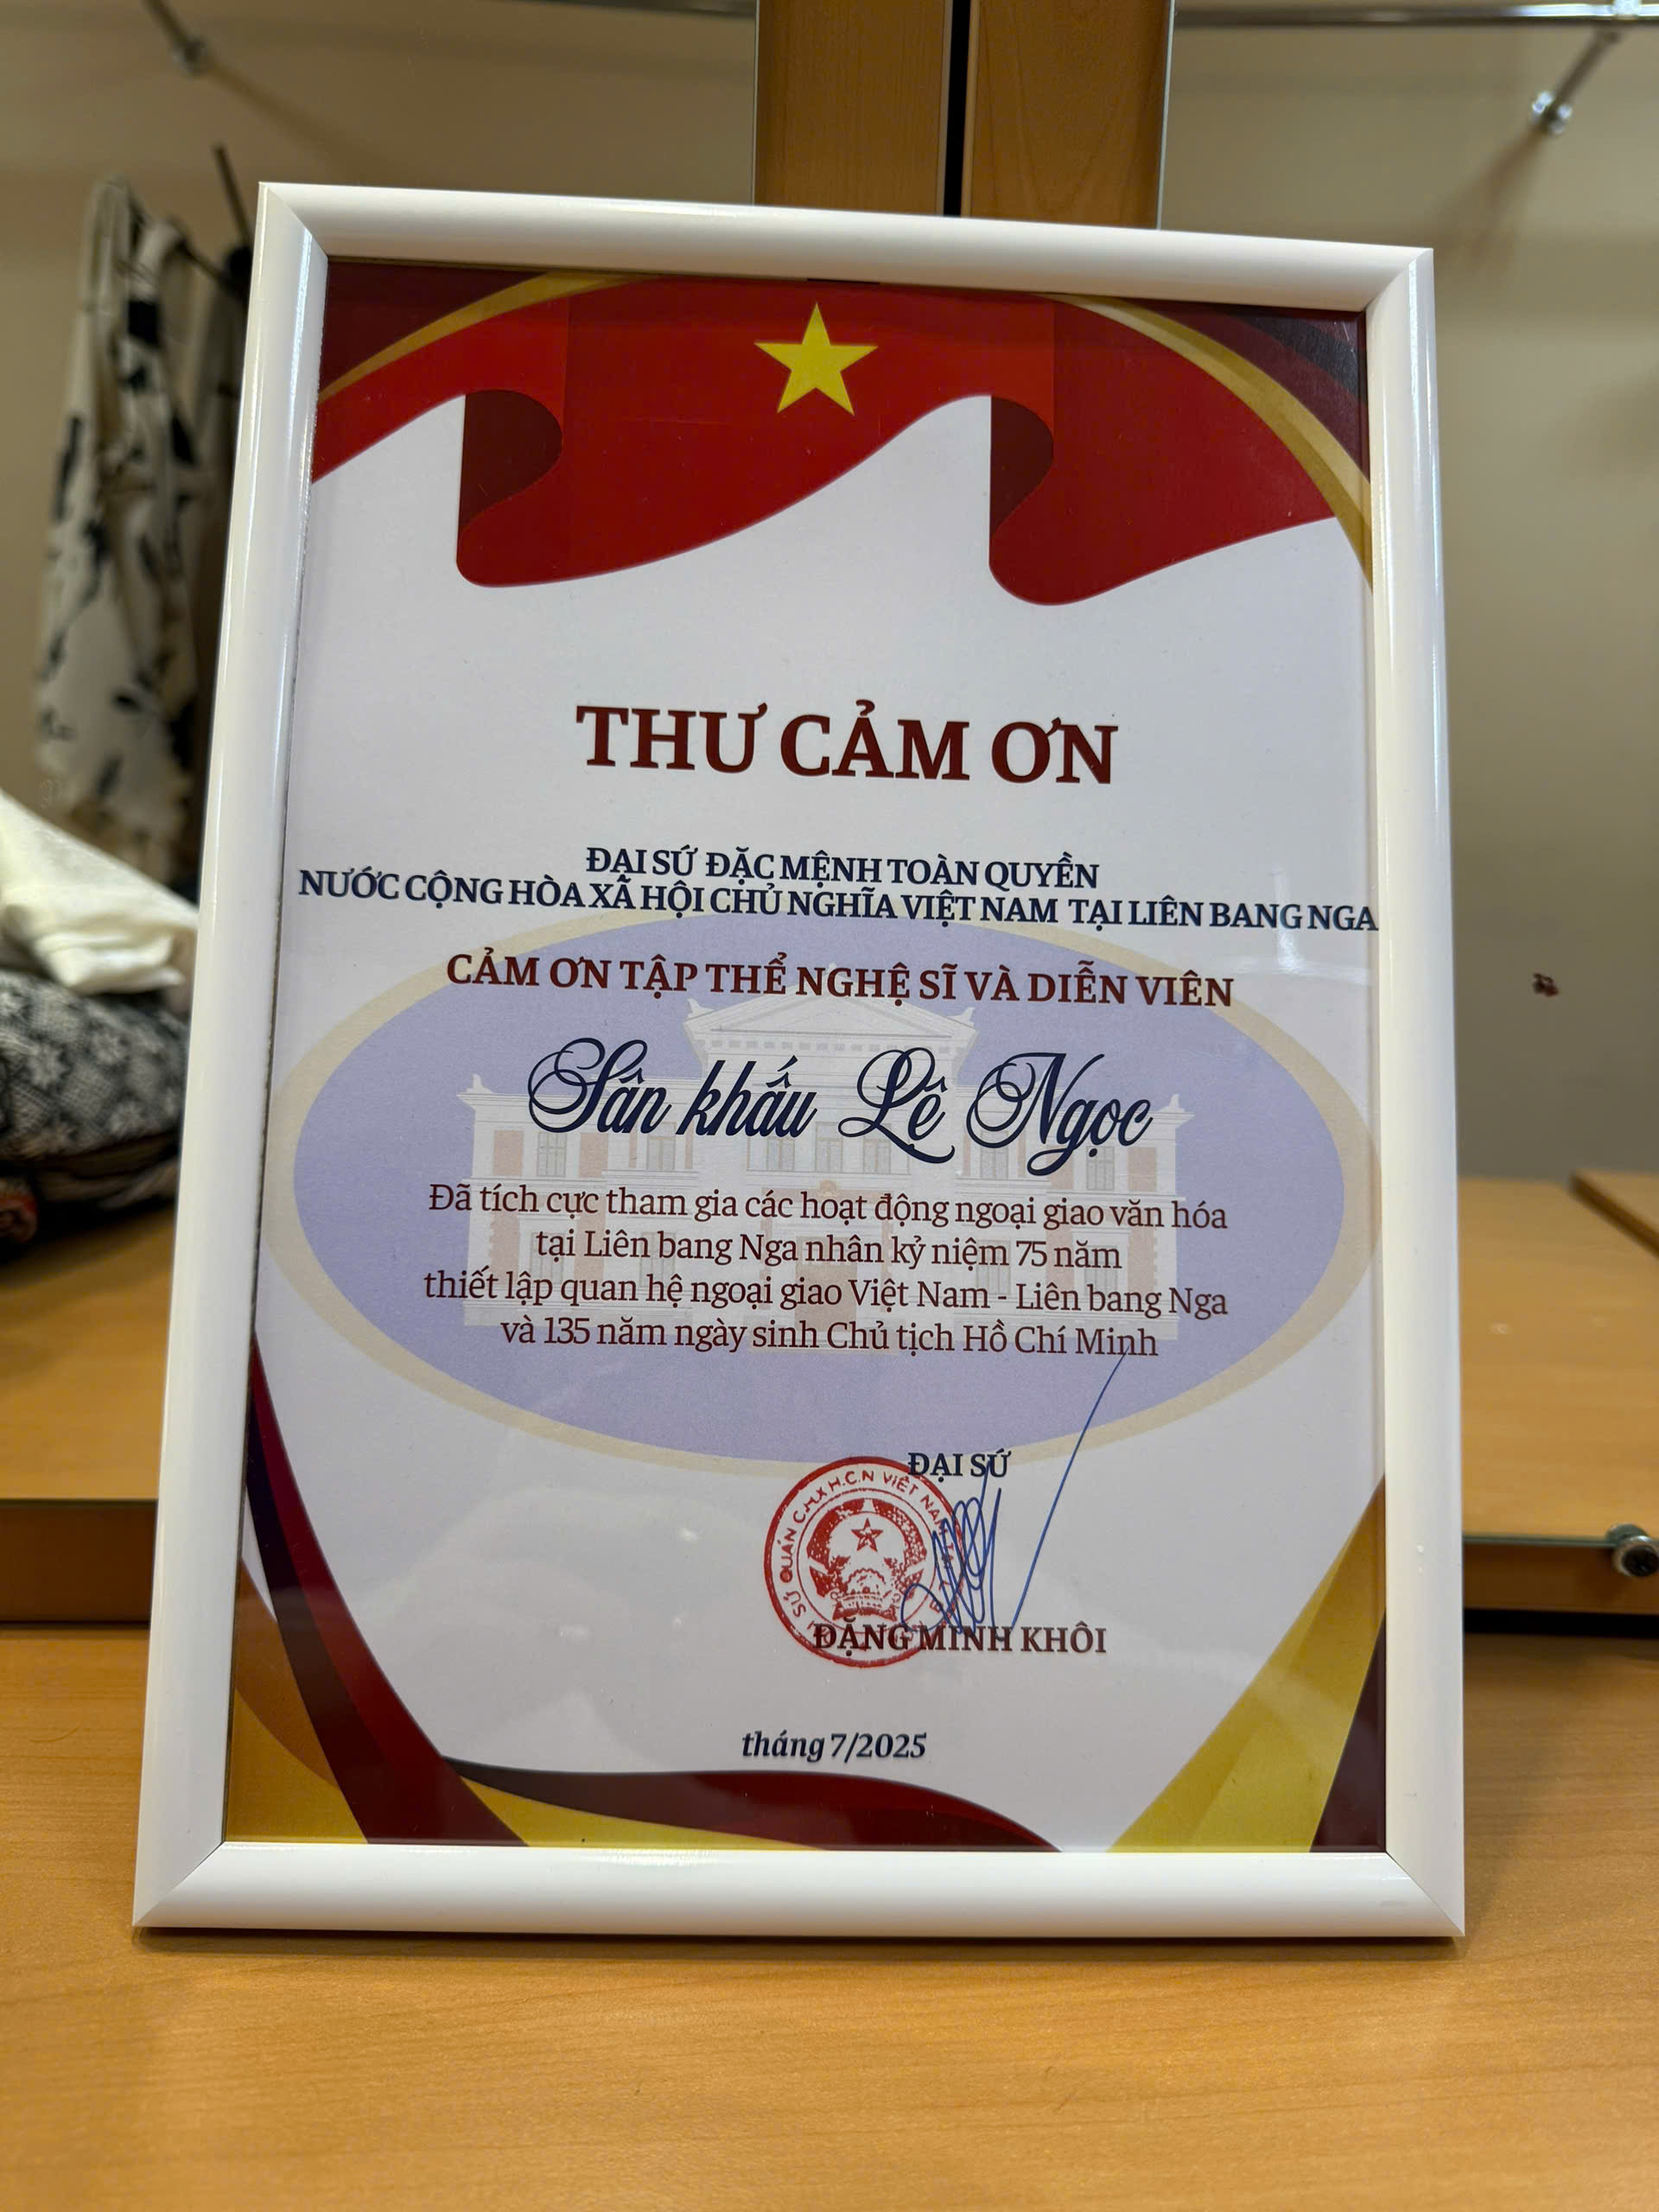 THƯ CẢM ƠN
ĐẠI SỨ ĐẶC MỆNH TOÀN QUYỀN
NƯỚC CỘNG HÒA XÃ HỘI CHỦ NGHĨA VIỆT NAM TẠI LIÊN BANG NGA
CẢM ƠN TẬP THỂ NGHỆ SĨ VÀ DIỄN VIÊN
Sân khấu Lê Ngọc
Đã tích cực tham gia các hoạt động ngoại giao văn hóa
tại Liên bang Nga nhân kỷ niệm 75 năm
thiết lập quan hệ ngoại giao Việt Nam - Liên bang Nga
và 135 năm ngày sinh Chủ tịch Hồ Chí Minh
ĐẠI SỨ
SỨ QUÁN C.H.X.H.C.N VIỆT NAM
ĐẶNG MINH KHÔI
tháng 7/2025